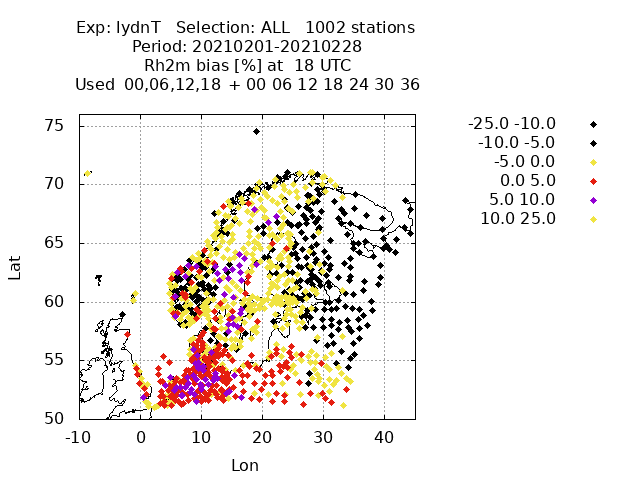 Exp: lydnT Selection: ALL 1002 stations
Period: 20210201-20210228
Rh2m bias [%] at 18 UTC
Used 00,06,12,18 + 00 06 12 18 24 30 36
-25.0 -10.0
-10.0 -5.0
-5.0 0.0
0.0 5.0
5.0 10.0
10.0 25.0
75
70
65
60
55
50
Lat
-10 0 10 20 30 40
Lon